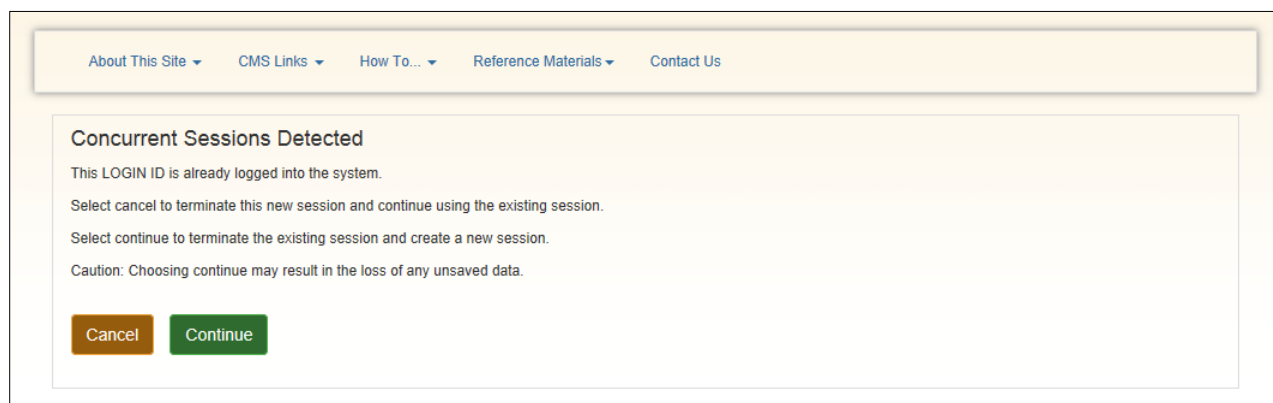 About This Site CMS Links How To... Reference Materials Contact Us
Concurrent Sessions Detected
This LOGIN ID is already logged into the system.
Select cancel to terminate this new session and continue using the existing session.
Select continue to terminate the existing session and create a new session.
Caution: Choosing continue may result in the loss of any unsaved data.
Cancel Continue